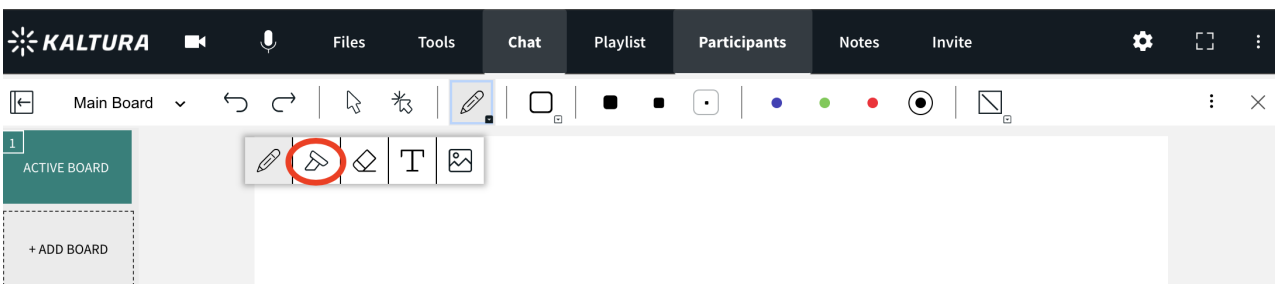 KALTURA Files Tools Chat Playlist Participants Notes Invite
Main Board
1
ACTIVE BOARD
T
+ ADD BOARD